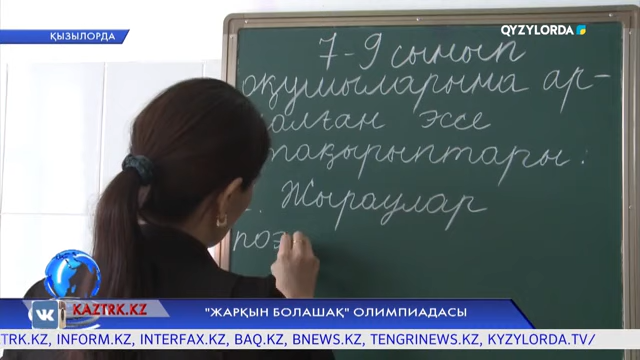 ҚЫЗЫЛОРДА
QYZYLORDA
7-9 сынып
оқушыларына ар-
налған эссе
тақырыптары:
Жыраулар
поэ
KAZTRK.KZ
"ЖАРҚЫН БОЛАШАҚ" ОЛИМПИАДАСЫ
TRK.KZ, INFORM.KZ, INTERFAX.KZ, BAQ.KZ, BNEWS.KZ, TENGRINEWS.KZ, KYZYLORDA.TV/